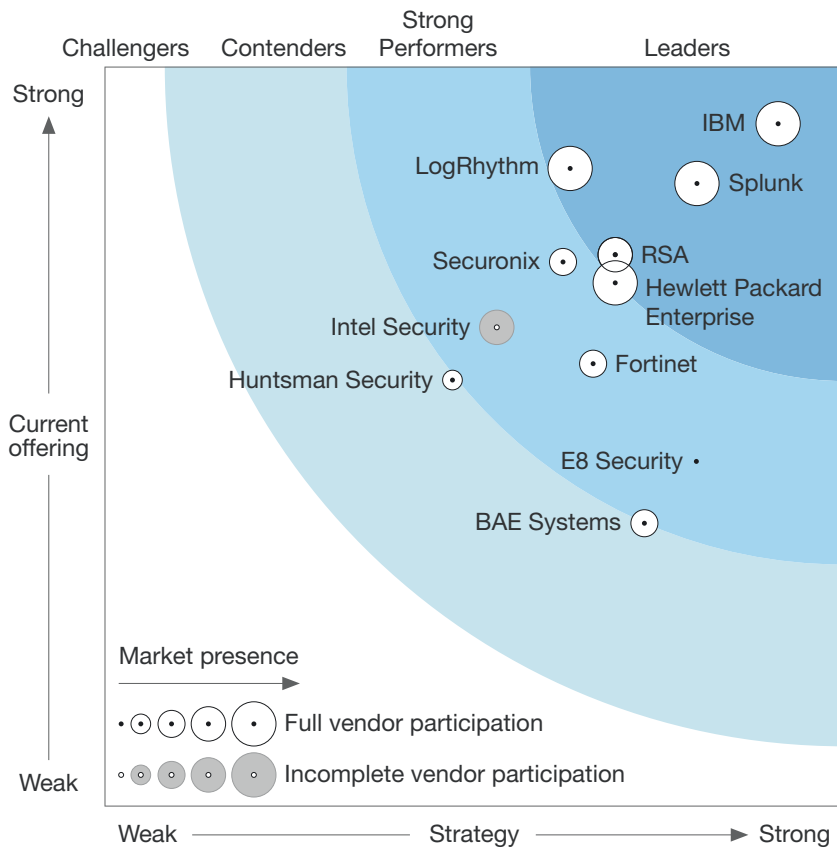 Challengers
Contenders
Strong
Performers
Leaders
Strong
IBM
LogRhythm
Splunk
Securonix
RSA
Hewlett Packard
Enterprise
Intel Security
Fortinet
Huntsman Security
Current
offering
E8 Security
BAE Systems
Market presence
Full vendor participation
Incomplete vendor participation
Weak
Weak
Strategy
Strong